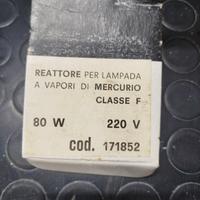 REATTORE PER LAMPADA
A VAPORI DI MERCURIO
CLASSE F
80 W 220 V
cod. 171852